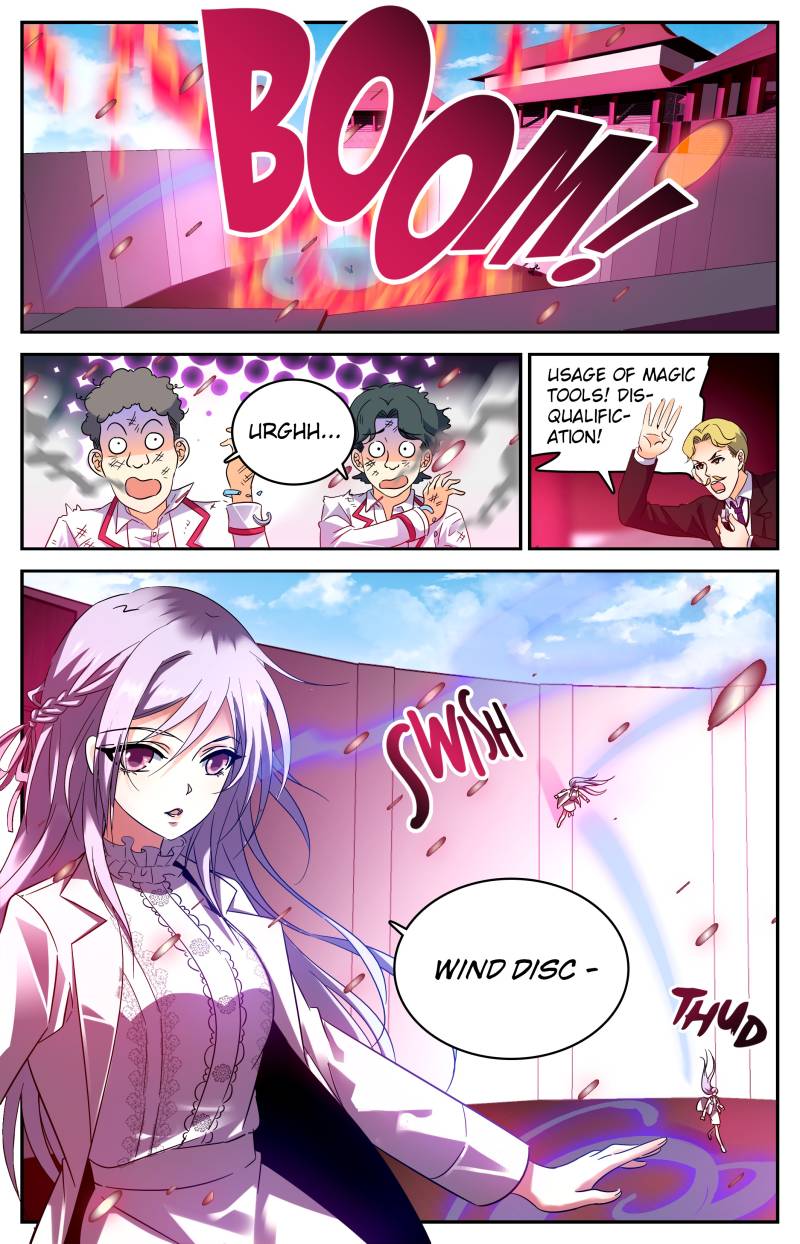 BOOM!
URGHH...
USAGE OF MAGIC
TOOLS! DIS-
QUALIFIC-
ATION!
SWISH
WIND DISC -
THUD